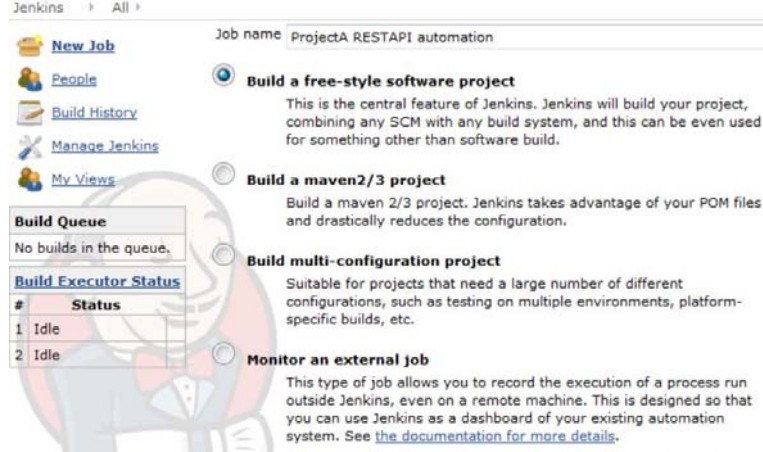 Jenkins All
New Job
People
Build History
Manage Jenkins
My Views
Build Queue
No builds in the queue.
Build Executor Status
# Status
1 Idle
2 Idle
Job name ProjectA RESTAPI automation
Build a free-style software project
This is the central feature of Jenkins. Jenkins will build your project,
combining any SCM with any build system, and this can be even used
for something other than software build.
Build a maven2/3 project
Build a maven 2/3 project. Jenkins takes advantage of your POM files
and drastically reduces the configuration.
Build multi-configuration project
Suitable for projects that need a large number of different
configurations, such as testing on multiple environments, platform-
specific builds, etc.
Monitor an external job
This type of job allows you to record the execution of a process run
outside Jenkins, even on a remote machine. This is designed so that
you can use Jenkins as a dashboard of your existing automation
system. See the documentation for more details.